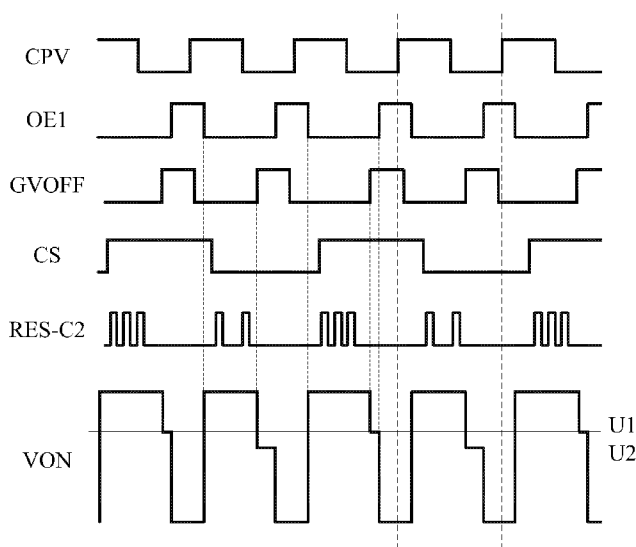 CPV
OE1
GVOFF
CS
RES-C2
U1
U2
VON